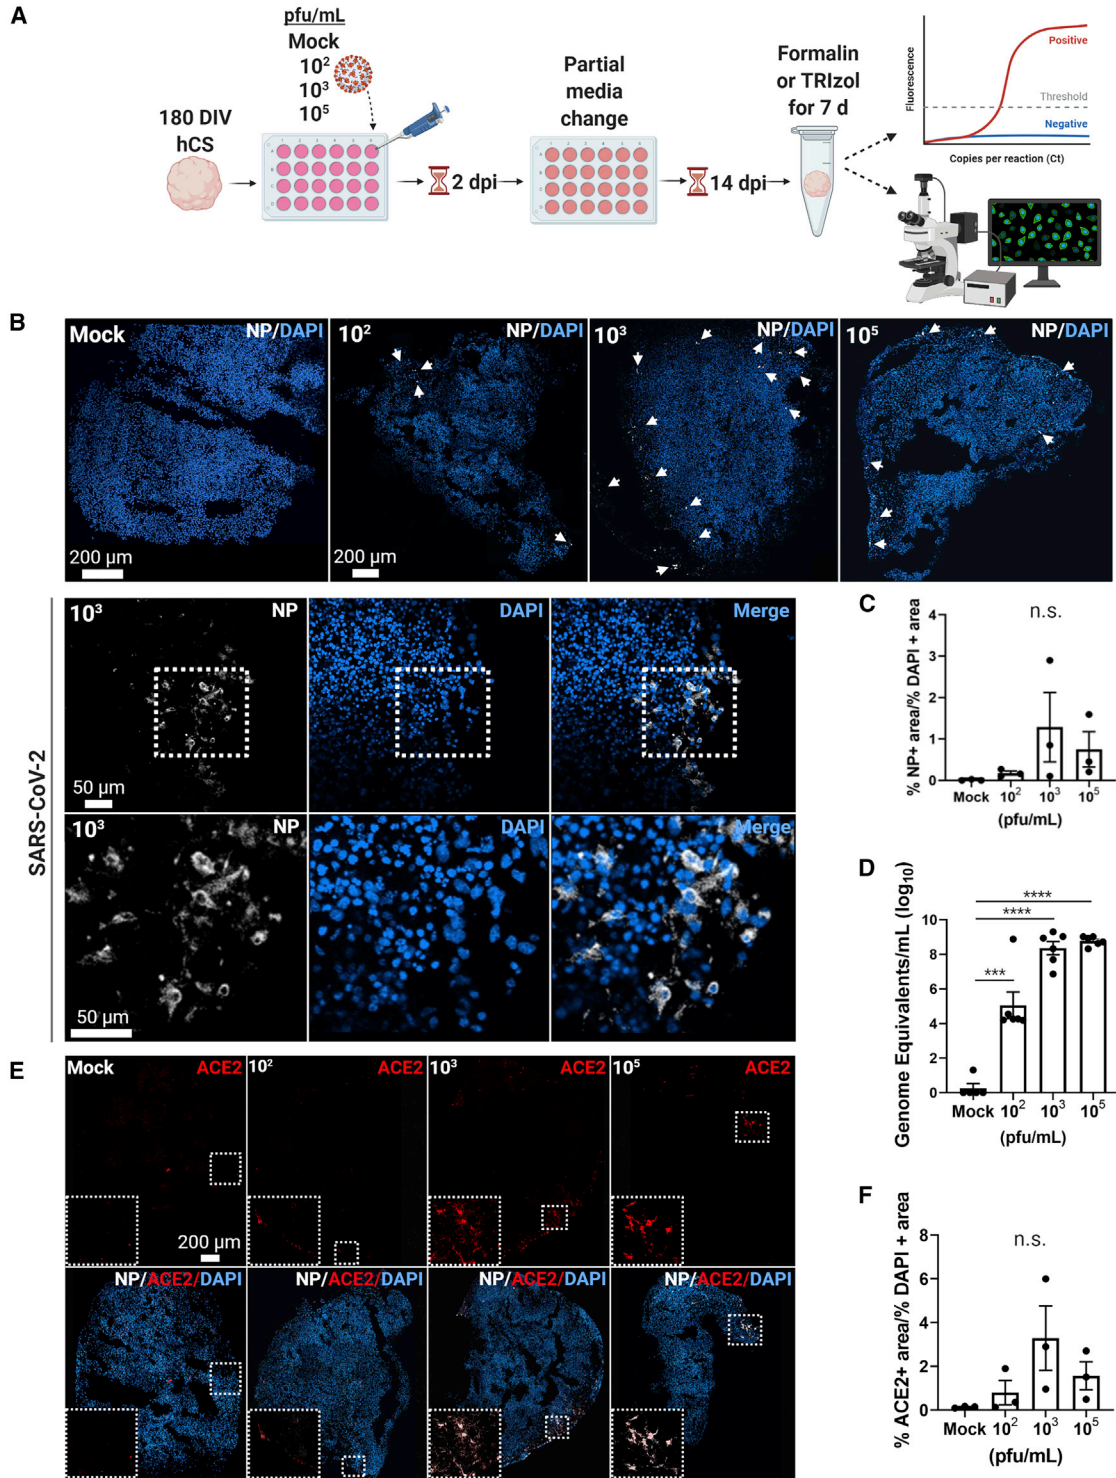 A
pfu/mL
Mock
10²
10³
10⁵
180 DIV
hCS
2 dpi
Partial
media
change
14 dpi
Formalin
or TRIzol
for 7 d
Fluorescence
Positive
Threshold
Negative
Copies per reaction (Ct)
B
Mock NP/DAPI
200 µm
10² NP/DAPI
200 µm
10³ NP/DAPI
10⁵ NP/DAPI
SARS-CoV-2
10³ NP
50 µm
DAPI
Merge
10³ NP
50 µm
DAPI
Merge
C
% NP+ area/% DAPI + area
n.s.
4
3
2
1
0
Mock 10² 10³ 10⁵
(pfu/mL)
D
Genome Equivalents/mL (log₁₀)
****
****
***
10
8
6
4
2
0
Mock 10² 10³ 10⁵
(pfu/mL)
E
Mock ACE2
200 µm
10² ACE2
10³ ACE2
10⁵ ACE2
NP/ACE2/DAPI
NP/ACE2/DAPI
NP/ACE2/DAPI
NP/ACE2/DAPI
F
% ACE2+ area/% DAPI + area
n.s.
8
6
4
2
0
Mock 10² 10³ 10⁵
(pfu/mL)